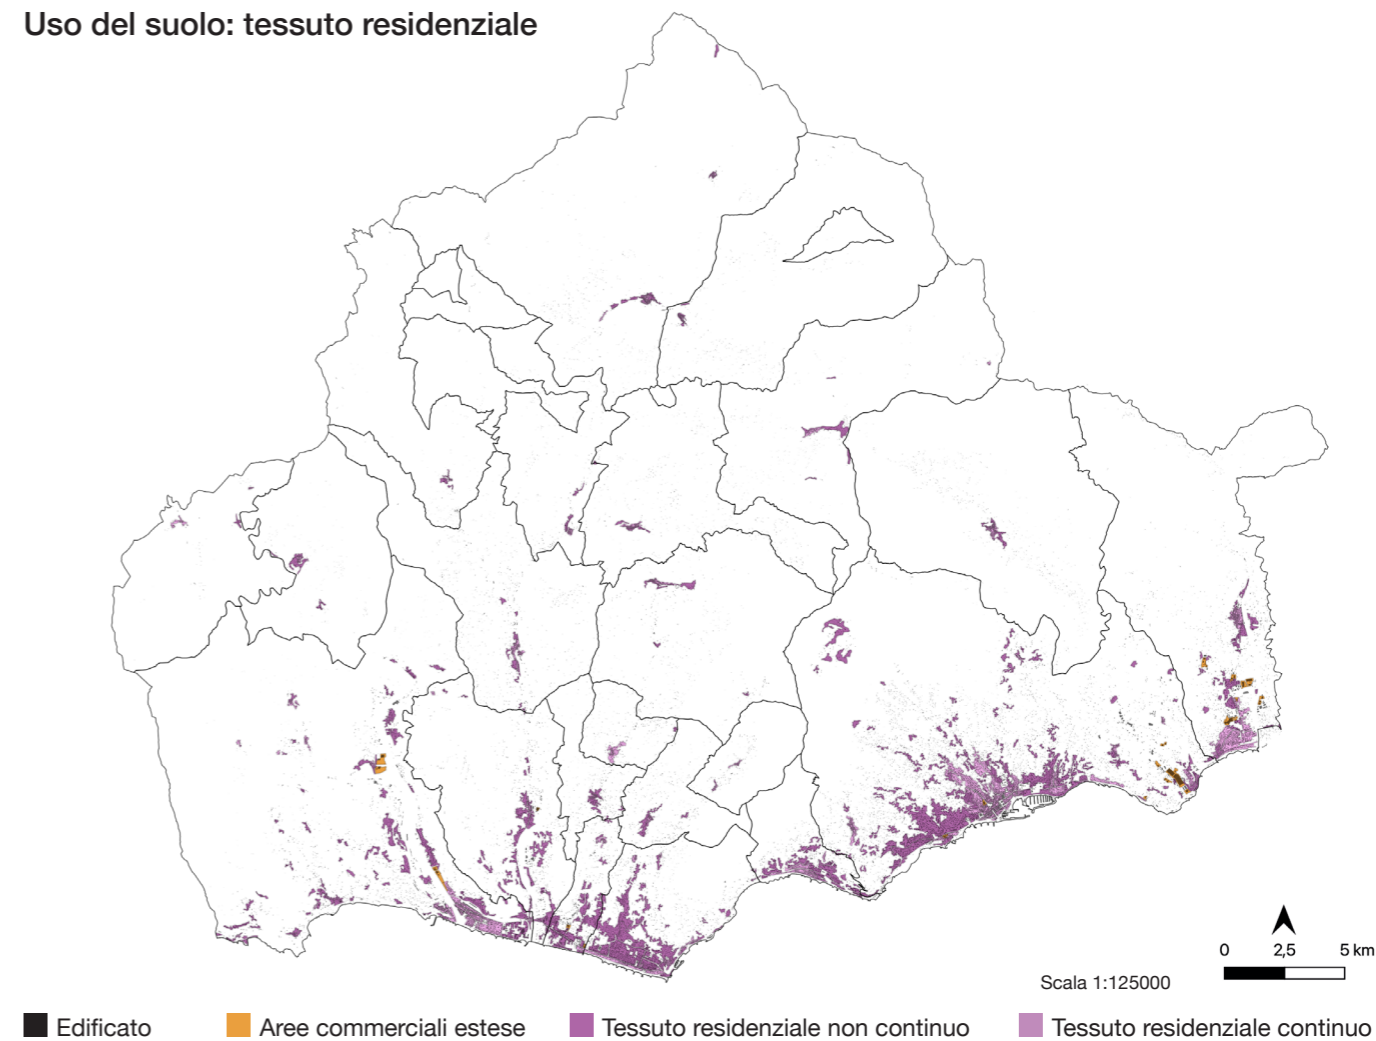 Uso del suolo: tessuto residenziale
0 2,5 5 km
Scala 1:125000
Edificato Aree commerciali estese Tessuto residenziale non continuo Tessuto residenziale continuo